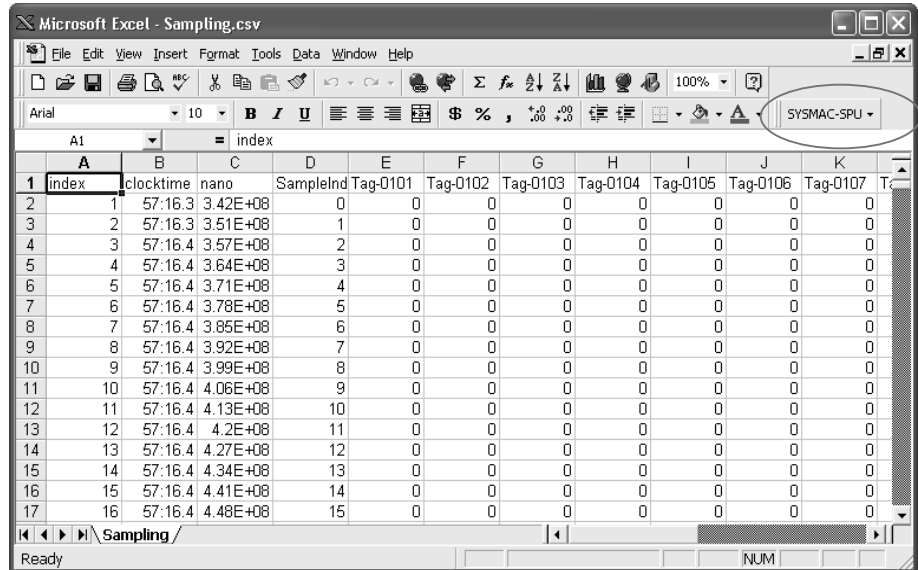 Microsoft Excel - Sampling.csv
File Edit View Insert Format Tools Data Window Help
ABC Σ fx A Z Z A 100% ?
Arial 10 B I U $ % , .0 .00 .00 .0 A SYSMAC-SPU
A1 = index
A B C D E F G H I J K
1 index clocktime nano SampleInd Tag-0101 Tag-0102 Tag-0103 Tag-0104 Tag-0105 Tag-0106 Tag-0107 Ta
2 1 57:16.3 3.42E+08 0 0 0 0 0 0 0 0
3 2 57:16.3 3.51E+08 1 0 0 0 0 0 0 0
4 3 57:16.4 3.57E+08 2 0 0 0 0 0 0 0
5 4 57:16.4 3.64E+08 3 0 0 0 0 0 0 0
6 5 57:16.4 3.71E+08 4 0 0 0 0 0 0 0
7 6 57:16.4 3.78E+08 5 0 0 0 0 0 0 0
8 7 57:16.4 3.85E+08 6 0 0 0 0 0 0 0
9 8 57:16.4 3.92E+08 7 0 0 0 0 0 0 0
10 9 57:16.4 3.99E+08 8 0 0 0 0 0 0 0
11 10 57:16.4 4.06E+08 9 0 0 0 0 0 0 0
12 11 57:16.4 4.13E+08 10 0 0 0 0 0 0 0
13 12 57:16.4 4.2E+08 11 0 0 0 0 0 0 0
14 13 57:16.4 4.27E+08 12 0 0 0 0 0 0 0
15 14 57:16.4 4.34E+08 13 0 0 0 0 0 0 0
16 15 57:16.4 4.41E+08 14 0 0 0 0 0 0 0
17 16 57:16.4 4.48E+08 15 0 0 0 0 0 0 0
Sampling
Ready NUM